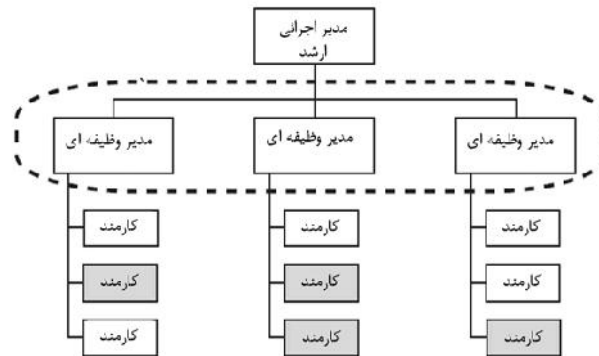 مدیر اجرائی
ارشد
مدیر وظیفه ای
مدیر وظیفه ای
مدیر وظیفه ای
کارمند
کارمند
کارمند
کارمند
کارمند
کارمند
کارمند
کارمند
کارمند